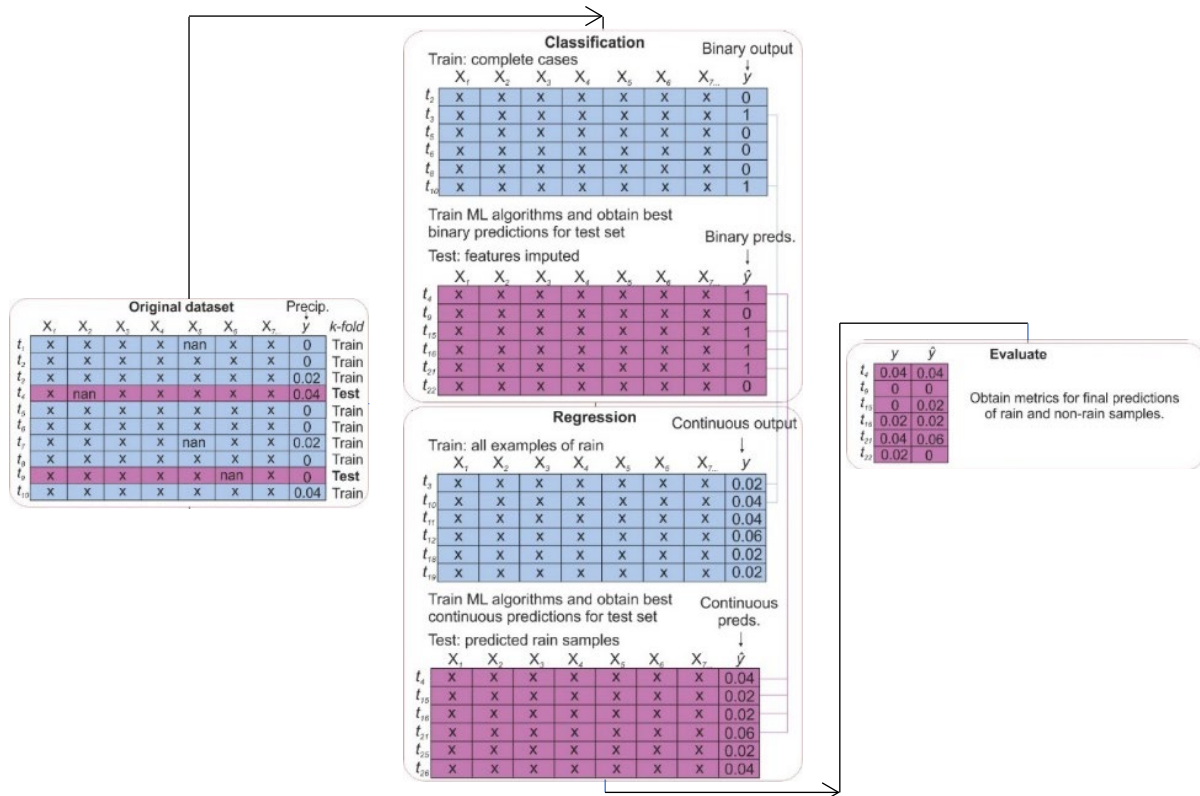 Original dataset Precip.
X1 X2 X3 X4 X5 X6 X7... y k-fold
t1 x x x x nan x x 0 Train
t2 x x x x x x x 0 Train
t3 x x x x x x x 0.02 Train
t4 x nan x x x x x 0.04 Test
t5 x x x x x x x 0 Train
t6 x x x x x x x 0 Train
t7 x x x x nan x x 0.02 Train
t8 x x x x x x x 0 Train
t9 x x x x x nan x 0 Test
t10 x x x x x x x 0.04 Train
Classification
Binary output
Train: complete cases
X1 X2 X3 X4 X5 X6 X7... y
t2 x x x x x x x 0
t3 x x x x x x x 1
t5 x x x x x x x 0
t6 x x x x x x x 0
t8 x x x x x x x 0
t10 x x x x x x x 1
Train ML algorithms and obtain best
binary predictions for test set
Binary preds.
Test: features imputed
X1 X2 X3 X4 X5 X6 X7... ŷ
t4 x x x x x x x 1
t9 x x x x x x x 0
t15 x x x x x x x 1
t16 x x x x x x x 1
t21 x x x x x x x 1
t22 x x x x x x x 0
Regression
Continuous output
Train: all examples of rain
X1 X2 X3 X4 X5 X6 X7... y
t3 x x x x x x x 0.02
t10 x x x x x x x 0.04
t11 x x x x x x x 0.04
t12 x x x x x x x 0.06
t18 x x x x x x x 0.02
t19 x x x x x x x 0.02
Train ML algorithms and obtain best
continuous predictions for test set
Continuous
preds.
Test: predicted rain samples
X1 X2 X3 X4 X5 X6 X7... ŷ
t4 x x x x x x x 0.04
t15 x x x x x x x 0.02
t16 x x x x x x x 0.02
t21 x x x x x x x 0.06
t25 x x x x x x x 0.02
t26 x x x x x x x 0.04
Evaluate
y ŷ
t4 0.04 0.04
t9 0 0
t15 0 0.02
t16 0.02 0.02
t21 0.04 0.06
t22 0.02 0
Obtain metrics for final predictions
of rain and non-rain samples.